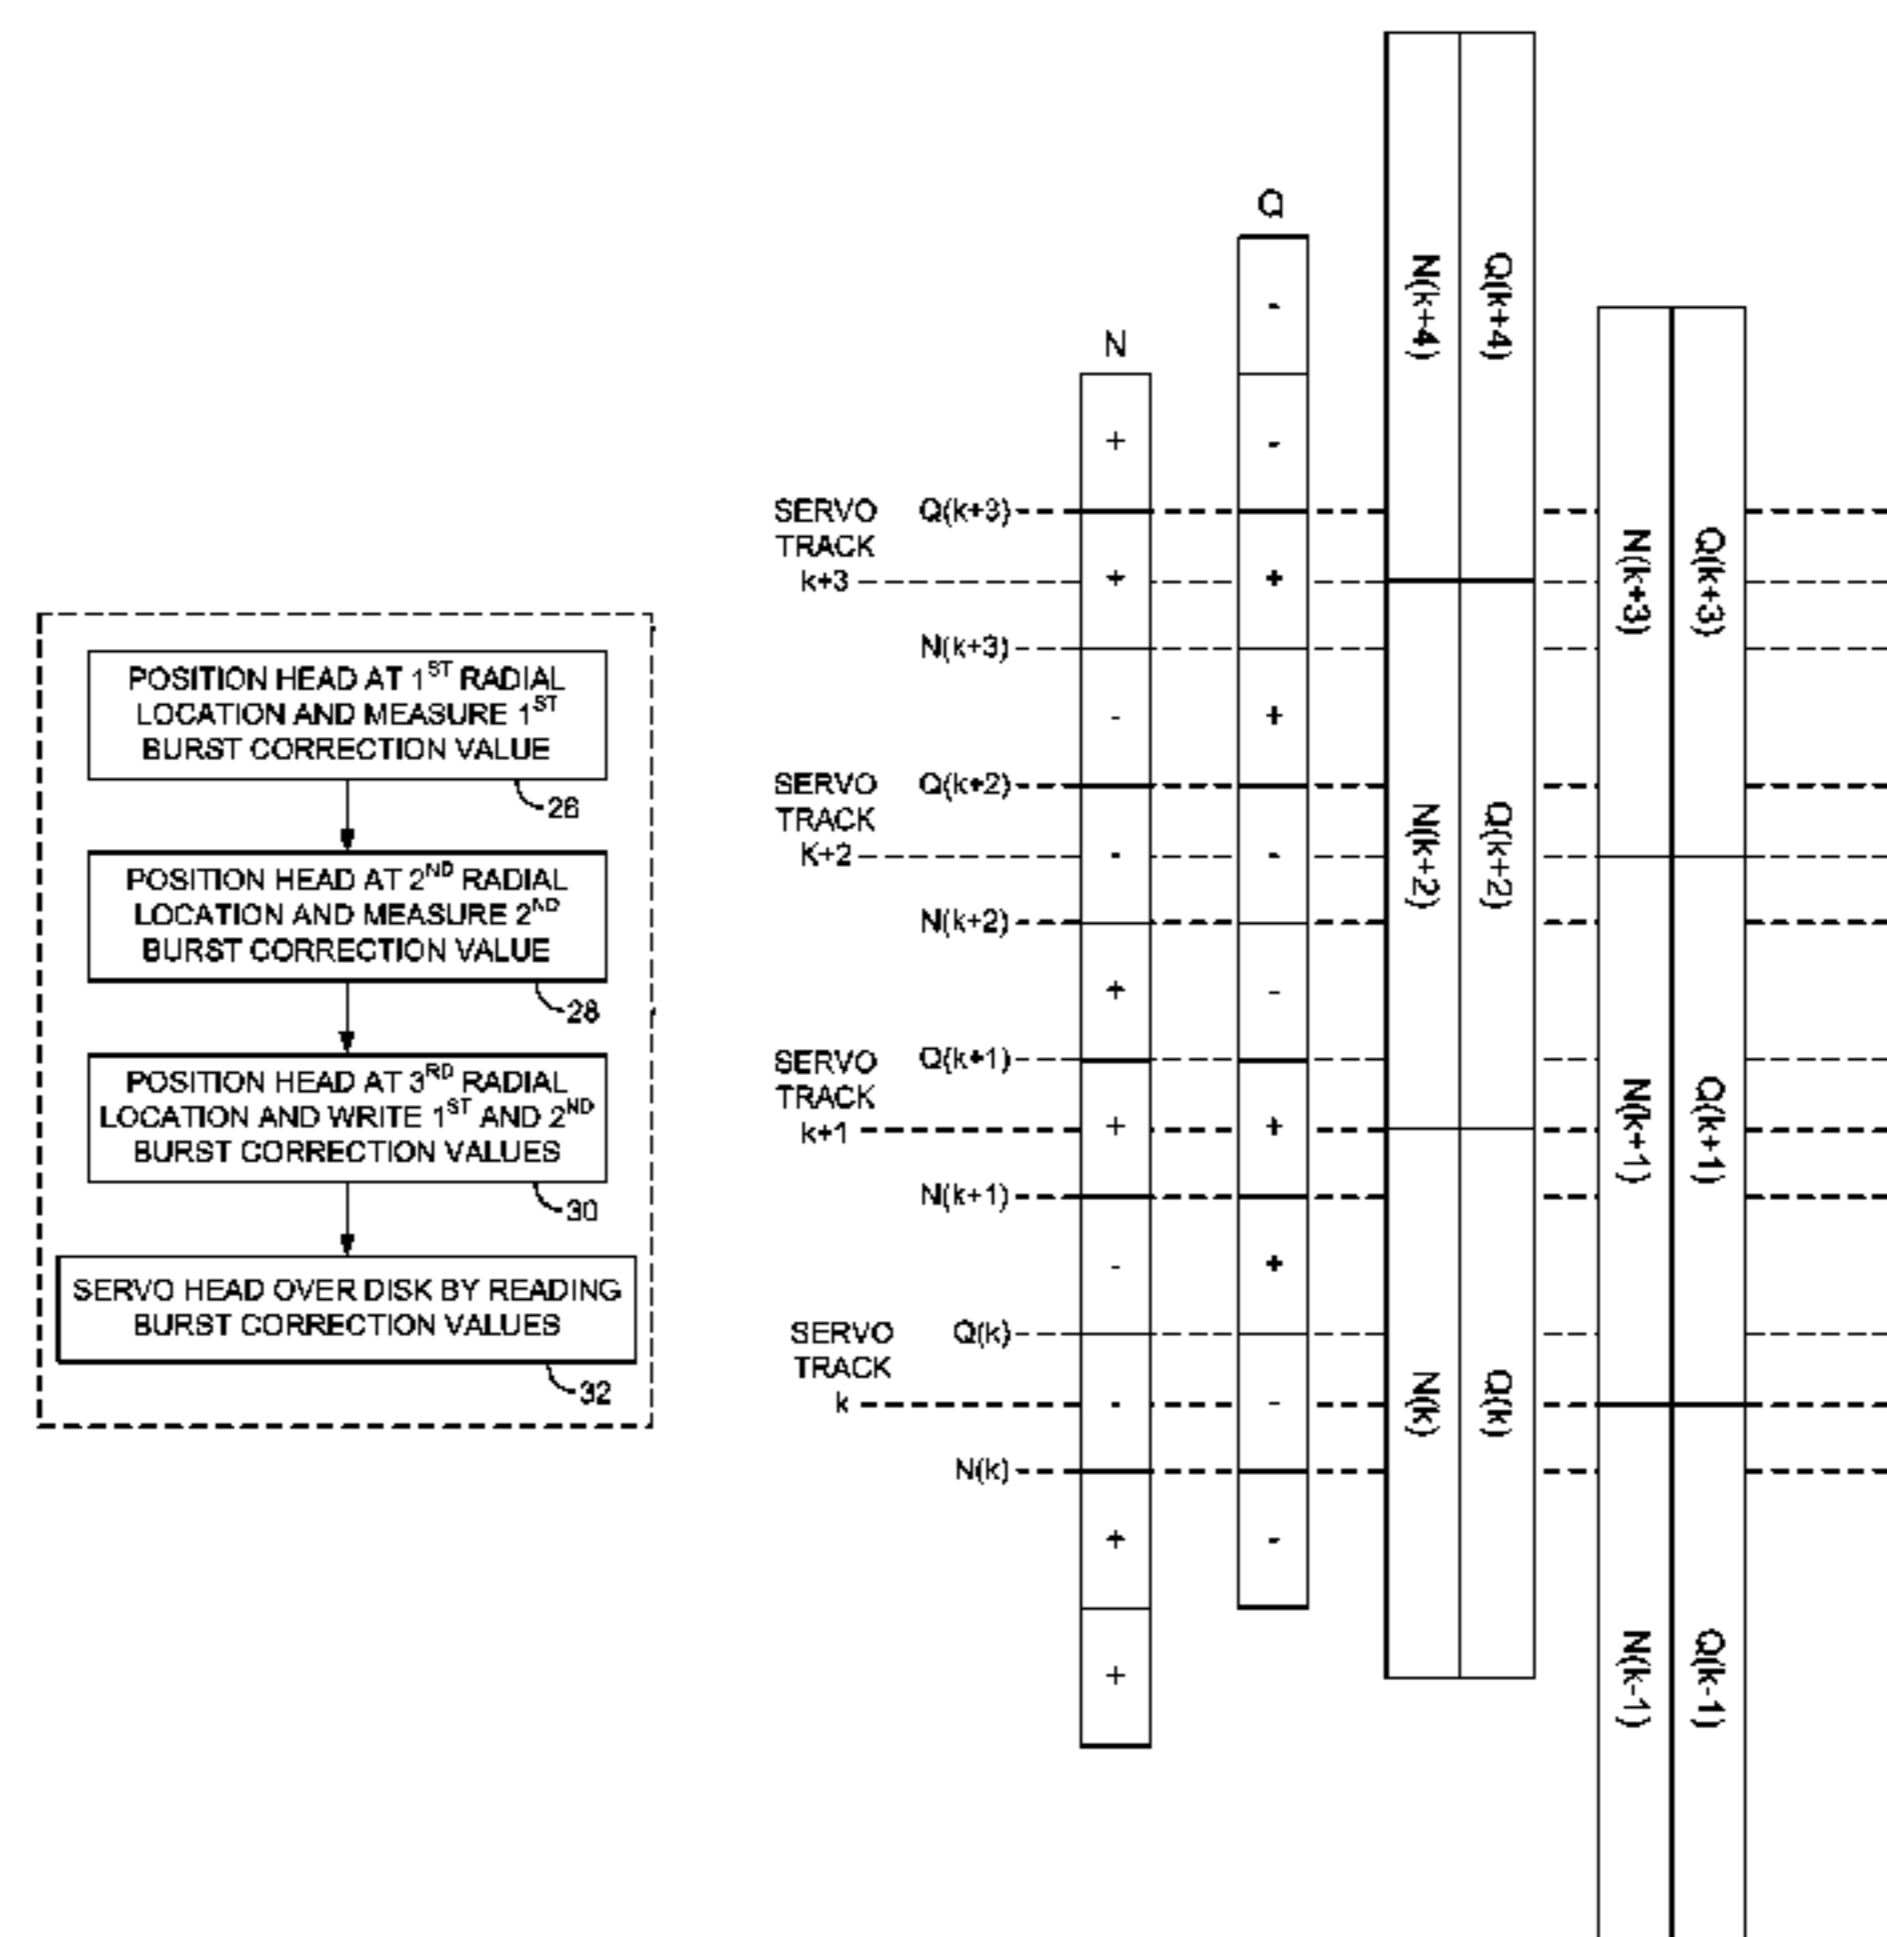 POSITION HEAD AT 1ST RADIAL
LOCATION AND MEASURE 1ST
BURST CORRECTION VALUE
26
POSITION HEAD AT 2ND RADIAL
LOCATION AND MEASURE 2ND
BURST CORRECTION VALUE
28
POSITION HEAD AT 3RD RADIAL
LOCATION AND WRITE 1ST AND 2ND
BURST CORRECTION VALUES
30
SERVO HEAD OVER DISK BY READING
BURST CORRECTION VALUES
32
N
Q
SERVO
TRACK
k+3
Q(k+3)
N(k+3)
SERVO
TRACK
K+2
Q(k+2)
N(k+2)
SERVO
TRACK
k+1
Q(k+1)
N(k+1)
SERVO
TRACK
k
Q(k)
N(k)
+
+
-
-
+
+
-
-
+
+
-
-
+
+
-
-
+
+
-
-
N(k+4)
Q(k+4)
N(k+2)
Q(k+2)
N(k)
Q(k)
N(k+3)
Q(k+3)
N(k+1)
Q(k+1)
N(k-1)
Q(k-1)